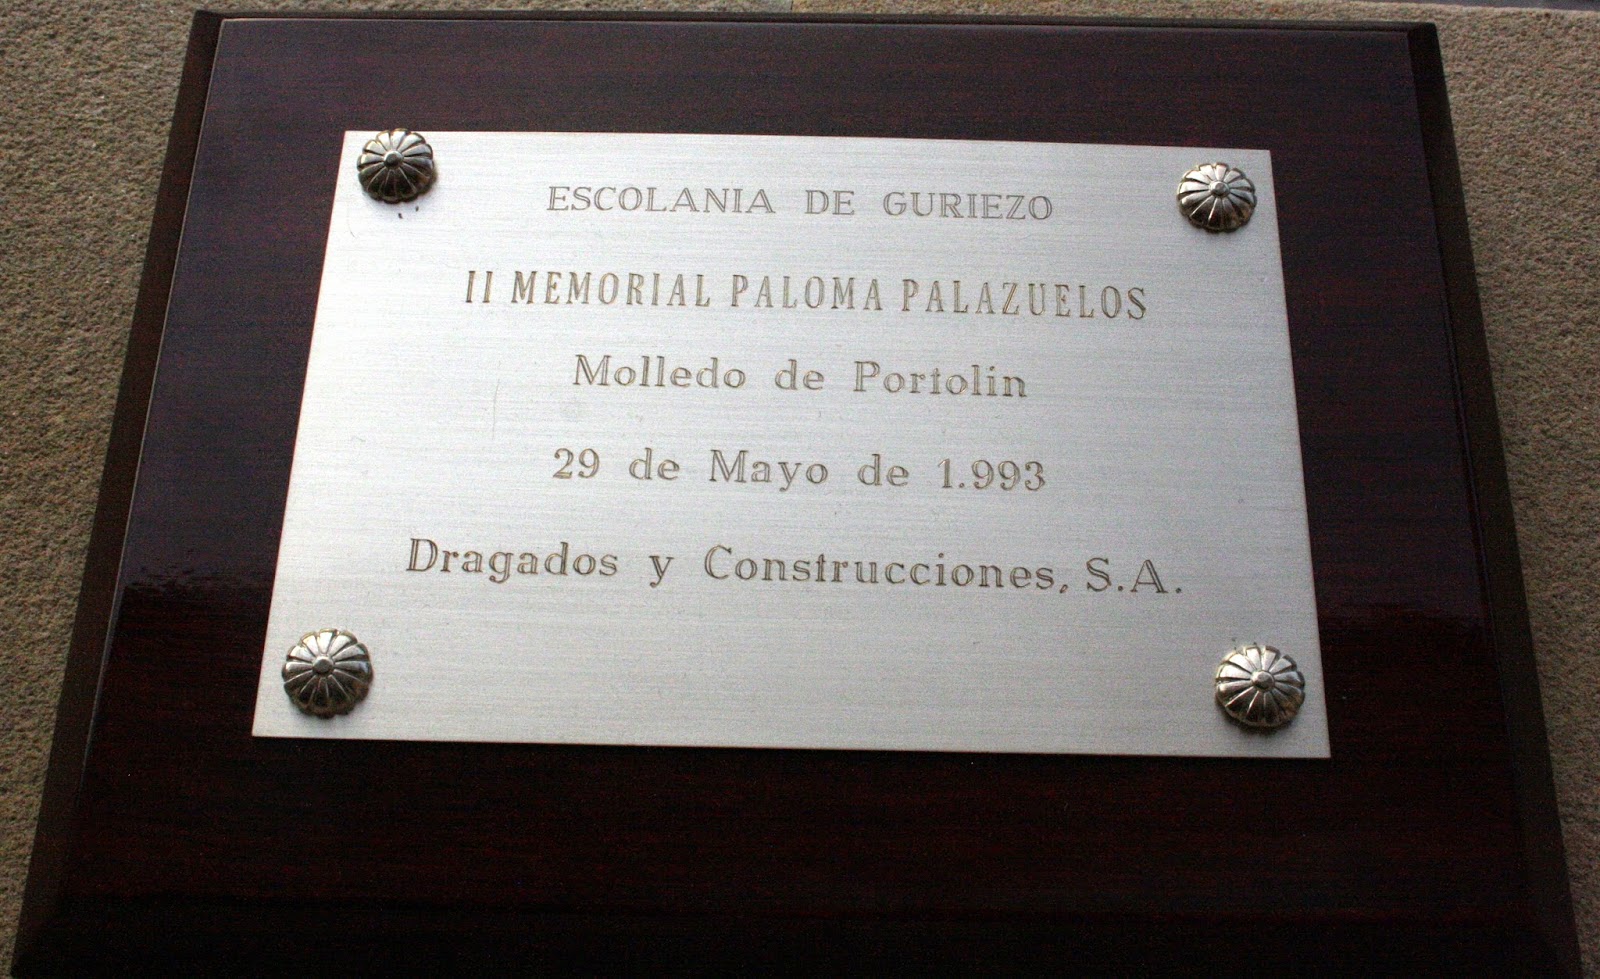 ESCOLANIA DE GURIEZO
II MEMORIAL PALOMA PALAZUELOS
Molledo de Portolin
29 de Mayo de 1.993
Dragados y Construcciones, S.A.